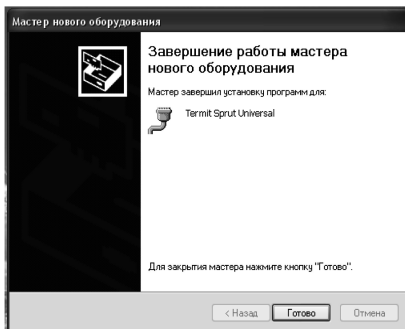 Мастер нового оборудования
Завершение работы мастера
нового оборудования
Мастер завершил установку программ для:
Termit Sprut Universal
Для закрытия мастера нажмите кнопку "Готово".
< Назад
Готово
Отмена